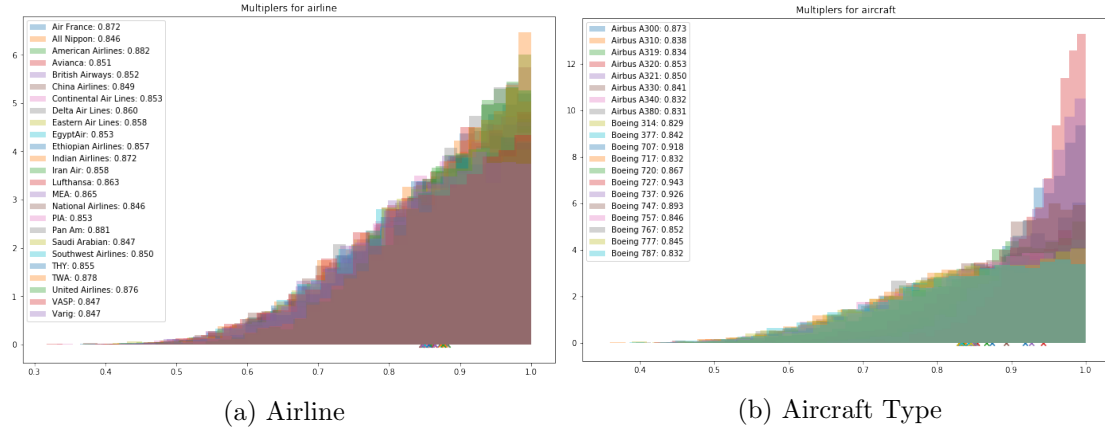 Multiplers for airline
Air France: 0.872
All Nippon: 0.846
American Airlines: 0.882
Avianca: 0.851
British Airways: 0.852
China Airlines: 0.849
Continental Air Lines: 0.853
Delta Air Lines: 0.860
Eastern Air Lines: 0.858
EgyptAir: 0.853
Ethiopian Airlines: 0.857
Indian Airlines: 0.872
Iran Air: 0.858
Lufthansa: 0.863
MEA: 0.865
National Airlines: 0.846
PIA: 0.853
Pan Am: 0.881
Saudi Arabian: 0.847
Southwest Airlines: 0.850
THY: 0.855
TWA: 0.878
United Airlines: 0.876
VASP: 0.847
Varig: 0.847
6
5
4
3
2
1
0
0.3 0.4 0.5 0.6 0.7 0.8 0.9 1.0
(a) Airline
Multiplers for aircraft
Airbus A300: 0.873
Airbus A310: 0.838
Airbus A319: 0.834
Airbus A320: 0.853
Airbus A321: 0.850
Airbus A330: 0.841
Airbus A340: 0.832
Airbus A380: 0.831
Boeing 314: 0.829
Boeing 377: 0.842
Boeing 707: 0.918
Boeing 717: 0.832
Boeing 720: 0.867
Boeing 727: 0.943
Boeing 737: 0.926
Boeing 747: 0.893
Boeing 757: 0.846
Boeing 767: 0.852
Boeing 777: 0.845
Boeing 787: 0.832
12
10
8
6
4
2
0
0.4 0.5 0.6 0.7 0.8 0.9 1.0
(b) Aircraft Type